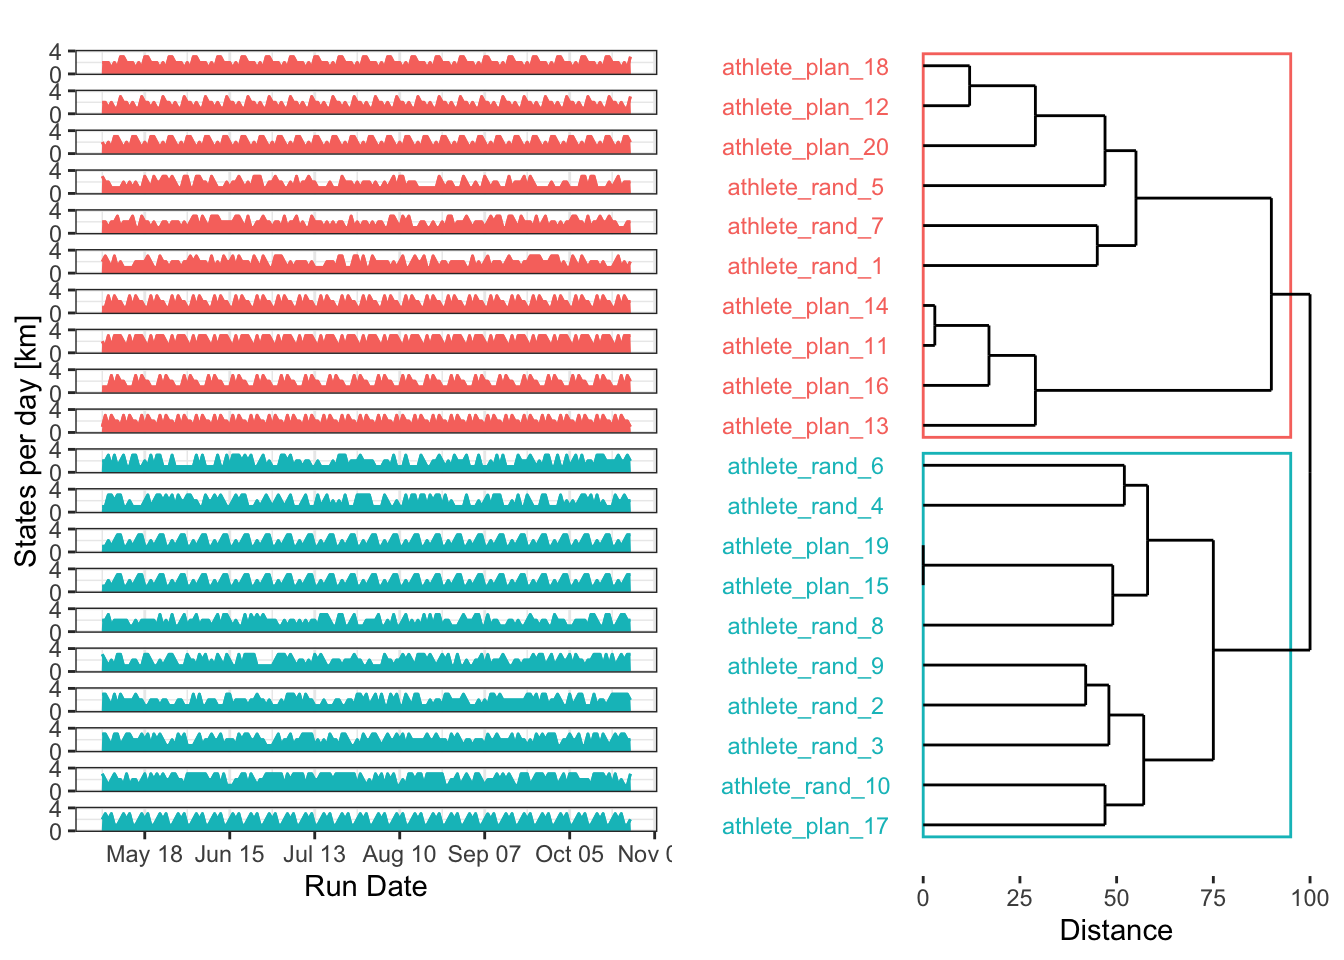 States per day [km]
4
0
4
0
4
0
4
0
4
0
4
0
4
0
4
0
4
0
4
0
4
0
4
0
4
0
4
0
4
0
4
0
4
0
4
0
4
0
4
0
May 18 Jun 15 Jul 13 Aug 10 Sep 07 Oct 05 Nov
Run Date
athlete_plan_18
athlete_plan_12
athlete_plan_20
athlete_rand_5
athlete_rand_7
athlete_rand_1
athlete_plan_14
athlete_plan_11
athlete_plan_16
athlete_plan_13
athlete_rand_6
athlete_rand_4
athlete_plan_19
athlete_plan_15
athlete_rand_8
athlete_rand_9
athlete_rand_2
athlete_rand_3
athlete_rand_10
athlete_plan_17
0 25 50 75 100
Distance